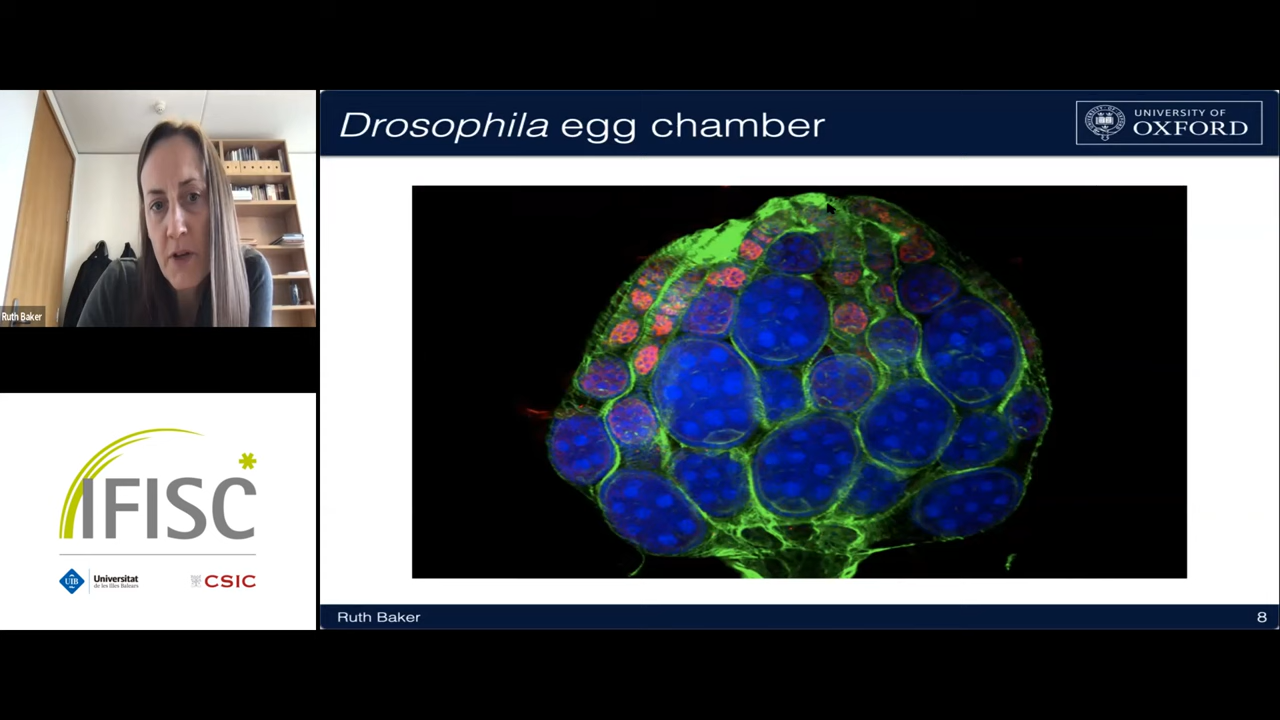 Drosophila egg chamber
UNIVERSITY OF
OXFORD
Ruth Baker
IFISC
UIB
Universitat
de les Illes Balears
CSIC
Ruth Baker
8